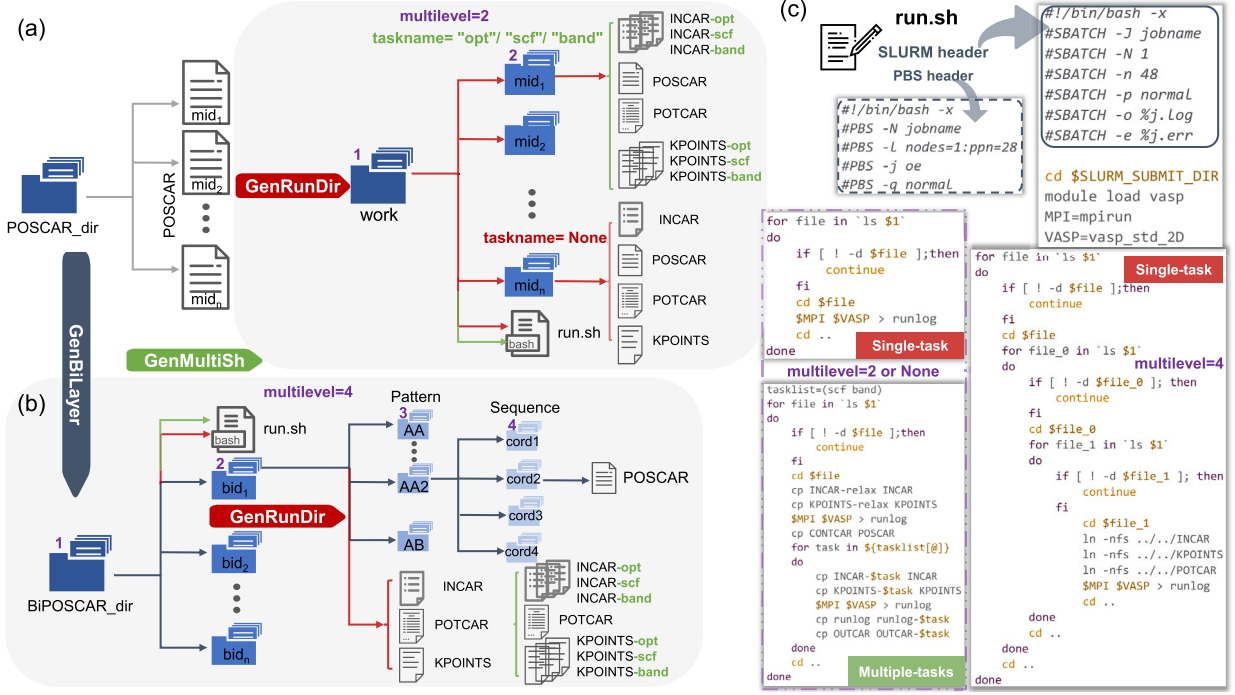 (a)
multilevel=2
taskname= "opt"/ "scf"/ "band"
mid1
mid2
midn
POSCAR
POSCAR_dir
GenRunDir
1
work
2
mid1
mid2
midn
INCAR-opt
INCAR-scf
INCAR-band
POSCAR
POTCAR
KPOINTS-opt
KPOINTS-scf
KPOINTS-band
taskname= None
INCAR
POSCAR
POTCAR
KPOINTS
bash
run.sh
GenBiLayer
GenMultiSh
(b)
multilevel=4
bash
run.sh
1
BiPOSCAR_dir
2
bid1
bid2
bidn
GenRunDir
Pattern
3
AA
AA2
AB
Sequence
4
cord1
cord2
cord3
cord4
POSCAR
INCAR
POTCAR
KPOINTS
INCAR-opt
INCAR-scf
INCAR-band
POTCAR
KPOINTS-opt
KPOINTS-scf
KPOINTS-band
(c)
run.sh
SLURM header
PBS header
#!/bin/bash -x
#PBS -N jobname
#PBS -l nodes=1:ppn=28
#PBS -j oe
#PBS -q normal
#!/bin/bash -x
#SBATCH -J jobname
#SBATCH -N 1
#SBATCH -n 48
#SBATCH -p normal
#SBATCH -o %j.log
#SBATCH -e %j.err
cd $SLURM_SUBMIT_DIR
module load vasp
MPI=mpirun
VASP=vasp_std_2D
for file in `ls $1`
do
if [ ! -d $file ];then
continue
fi
cd $file
$MPI $VASP > runlog
cd ..
done
Single-task
multilevel=2 or None
tasklist=(scf band)
for file in `ls $1`
do
if [ ! -d $file ];then
continue
fi
cd $file
cp INCAR-relax INCAR
cp KPOINTS-relax KPOINTS
$MPI $VASP > runlog
cp CONTCAR POSCAR
for task in ${tasklist[@]}
do
cp INCAR-$task INCAR
cp KPOINTS-$task KPOINTS
$MPI $VASP > runlog
cp runlog runlog-$task
cp OUTCAR OUTCAR-$task
done
cd ..
done
Multiple-tasks
for file in `ls $1`
Single-task
do
if [ ! -d $file ];then
continue
fi
cd $file
for file_0 in `ls $1`
do
multilevel=4
if [ ! -d $file_0 ]; then
continue
fi
cd $file_0
for file_1 in `ls $1`
do
if [ ! -d $file_1 ]; then
continue
fi
cd $file_1
ln -nfs ../../INCAR
ln -nfs ../../KPOINTS
ln -nfs ../../POTCAR
$MPI $VASP > runlog
cd ..
done
cd ..
done
cd ..
done